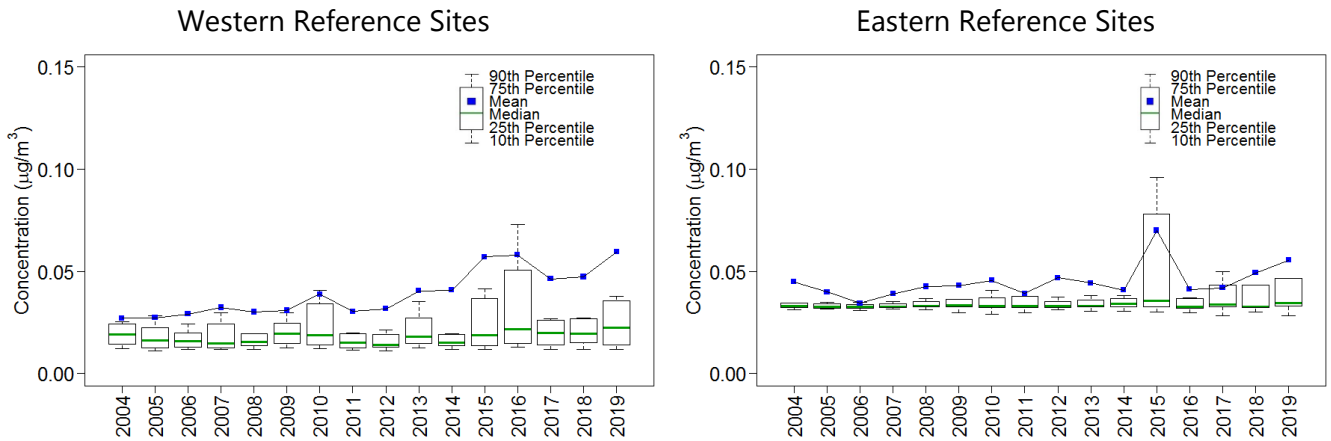 Western Reference Sites
Concentration (μg/m³)
0.15
0.10
0.05
0.00
90th Percentile
75th Percentile
Mean
Median
25th Percentile
10th Percentile
2004
2005
2006
2007
2008
2009
2010
2011
2012
2013
2014
2015
2016
2017
2018
2019
Eastern Reference Sites
Concentration (μg/m³)
0.15
0.10
0.05
0.00
90th Percentile
75th Percentile
Mean
Median
25th Percentile
10th Percentile
2004
2005
2006
2007
2008
2009
2010
2011
2012
2013
2014
2015
2016
2017
2018
2019